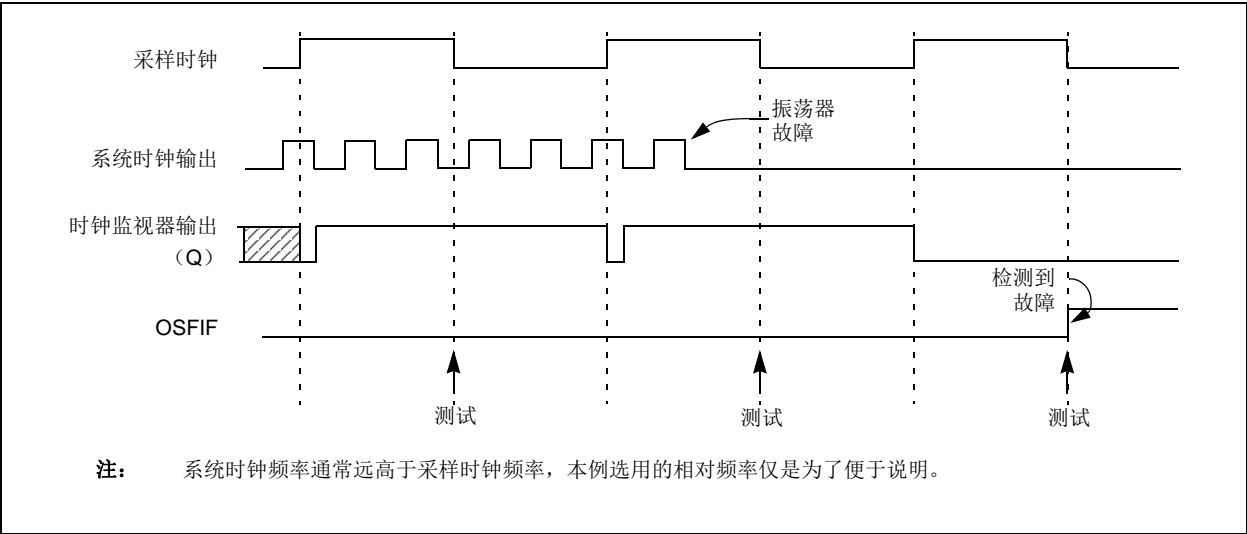 采样时钟
振荡器
故障
系统时钟输出
时钟监视器输出
（Q）
检测到
故障
OSFIF
测试
测试
测试
注： 系统时钟频率通常远高于采样时钟频率，本例选用的相对频率仅是为了便于说明。